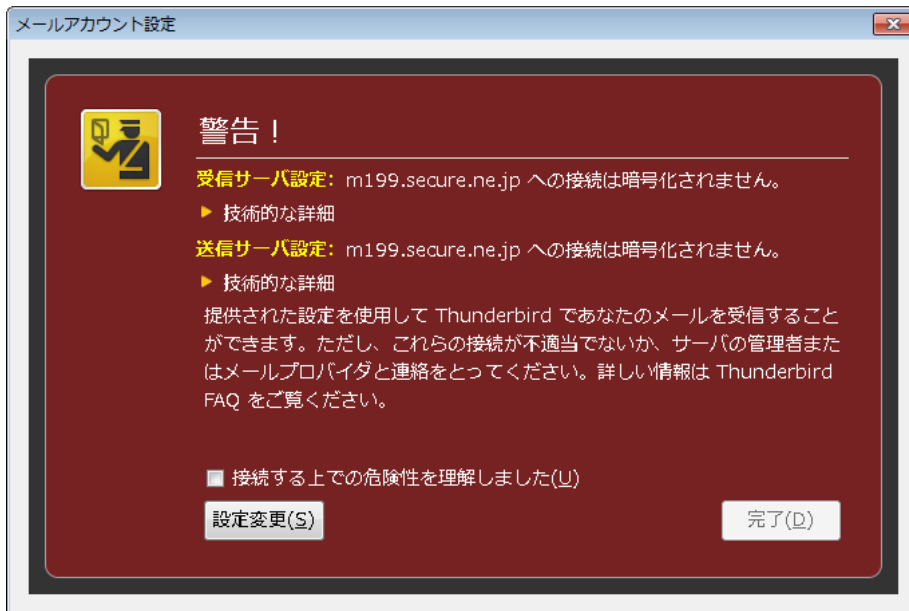 メールアカウント設定
警告！
受信サーバ設定: m199.secure.ne.jp への接続は暗号化されません。
技術的な詳細
送信サーバ設定: m199.secure.ne.jp への接続は暗号化されません。
技術的な詳細
提供された設定を使用して Thunderbird であなたのメールを受信すること
ができます。ただし、これらの接続が不適当でないか、サーバの管理者また
はメールプロバイダと連絡をとってください。詳しい情報は Thunderbird
FAQ をご覧ください。
接続する上での危険性を理解しました(U)
設定変更(S)
完了(D)